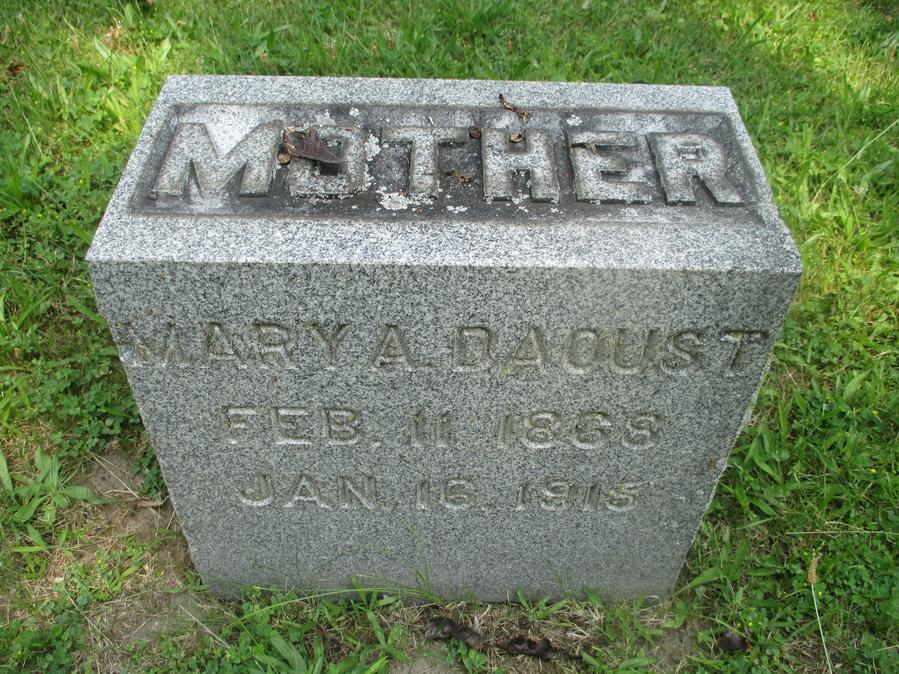 MOTHER
MARY A. DAOUST
FEB. 11 1868
JAN. 16, 1915